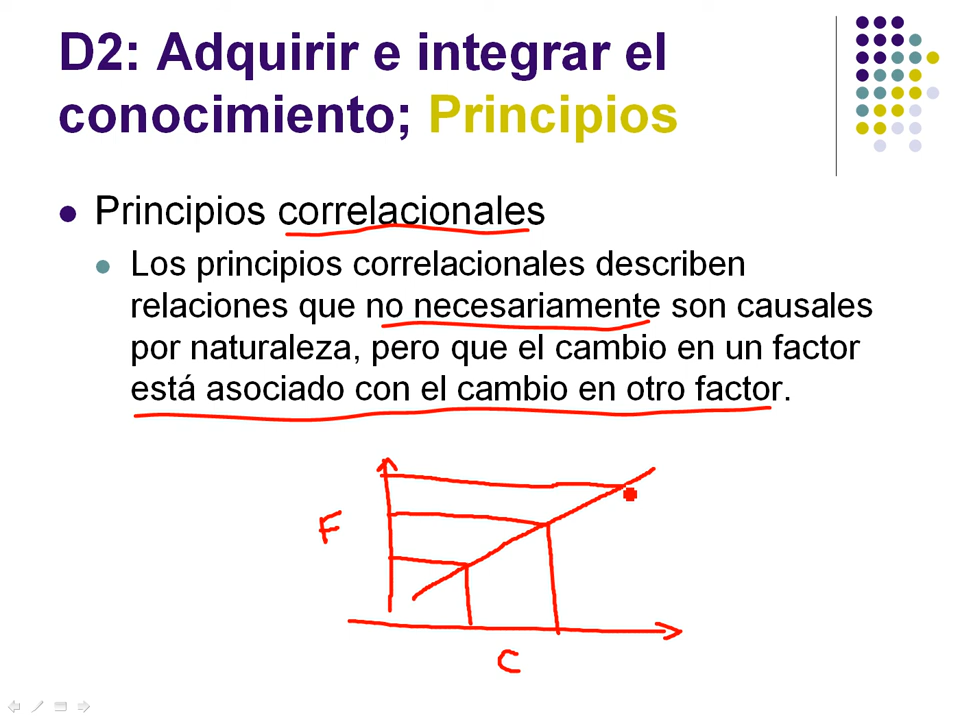 D2: Adquirir e integrar el
conocimiento; Principios
Principios correlacionales
Los principios correlacionales describen
relaciones que no necesariamente son causales
por naturaleza, pero que el cambio en un factor
está asociado con el cambio en otro factor.
F
C